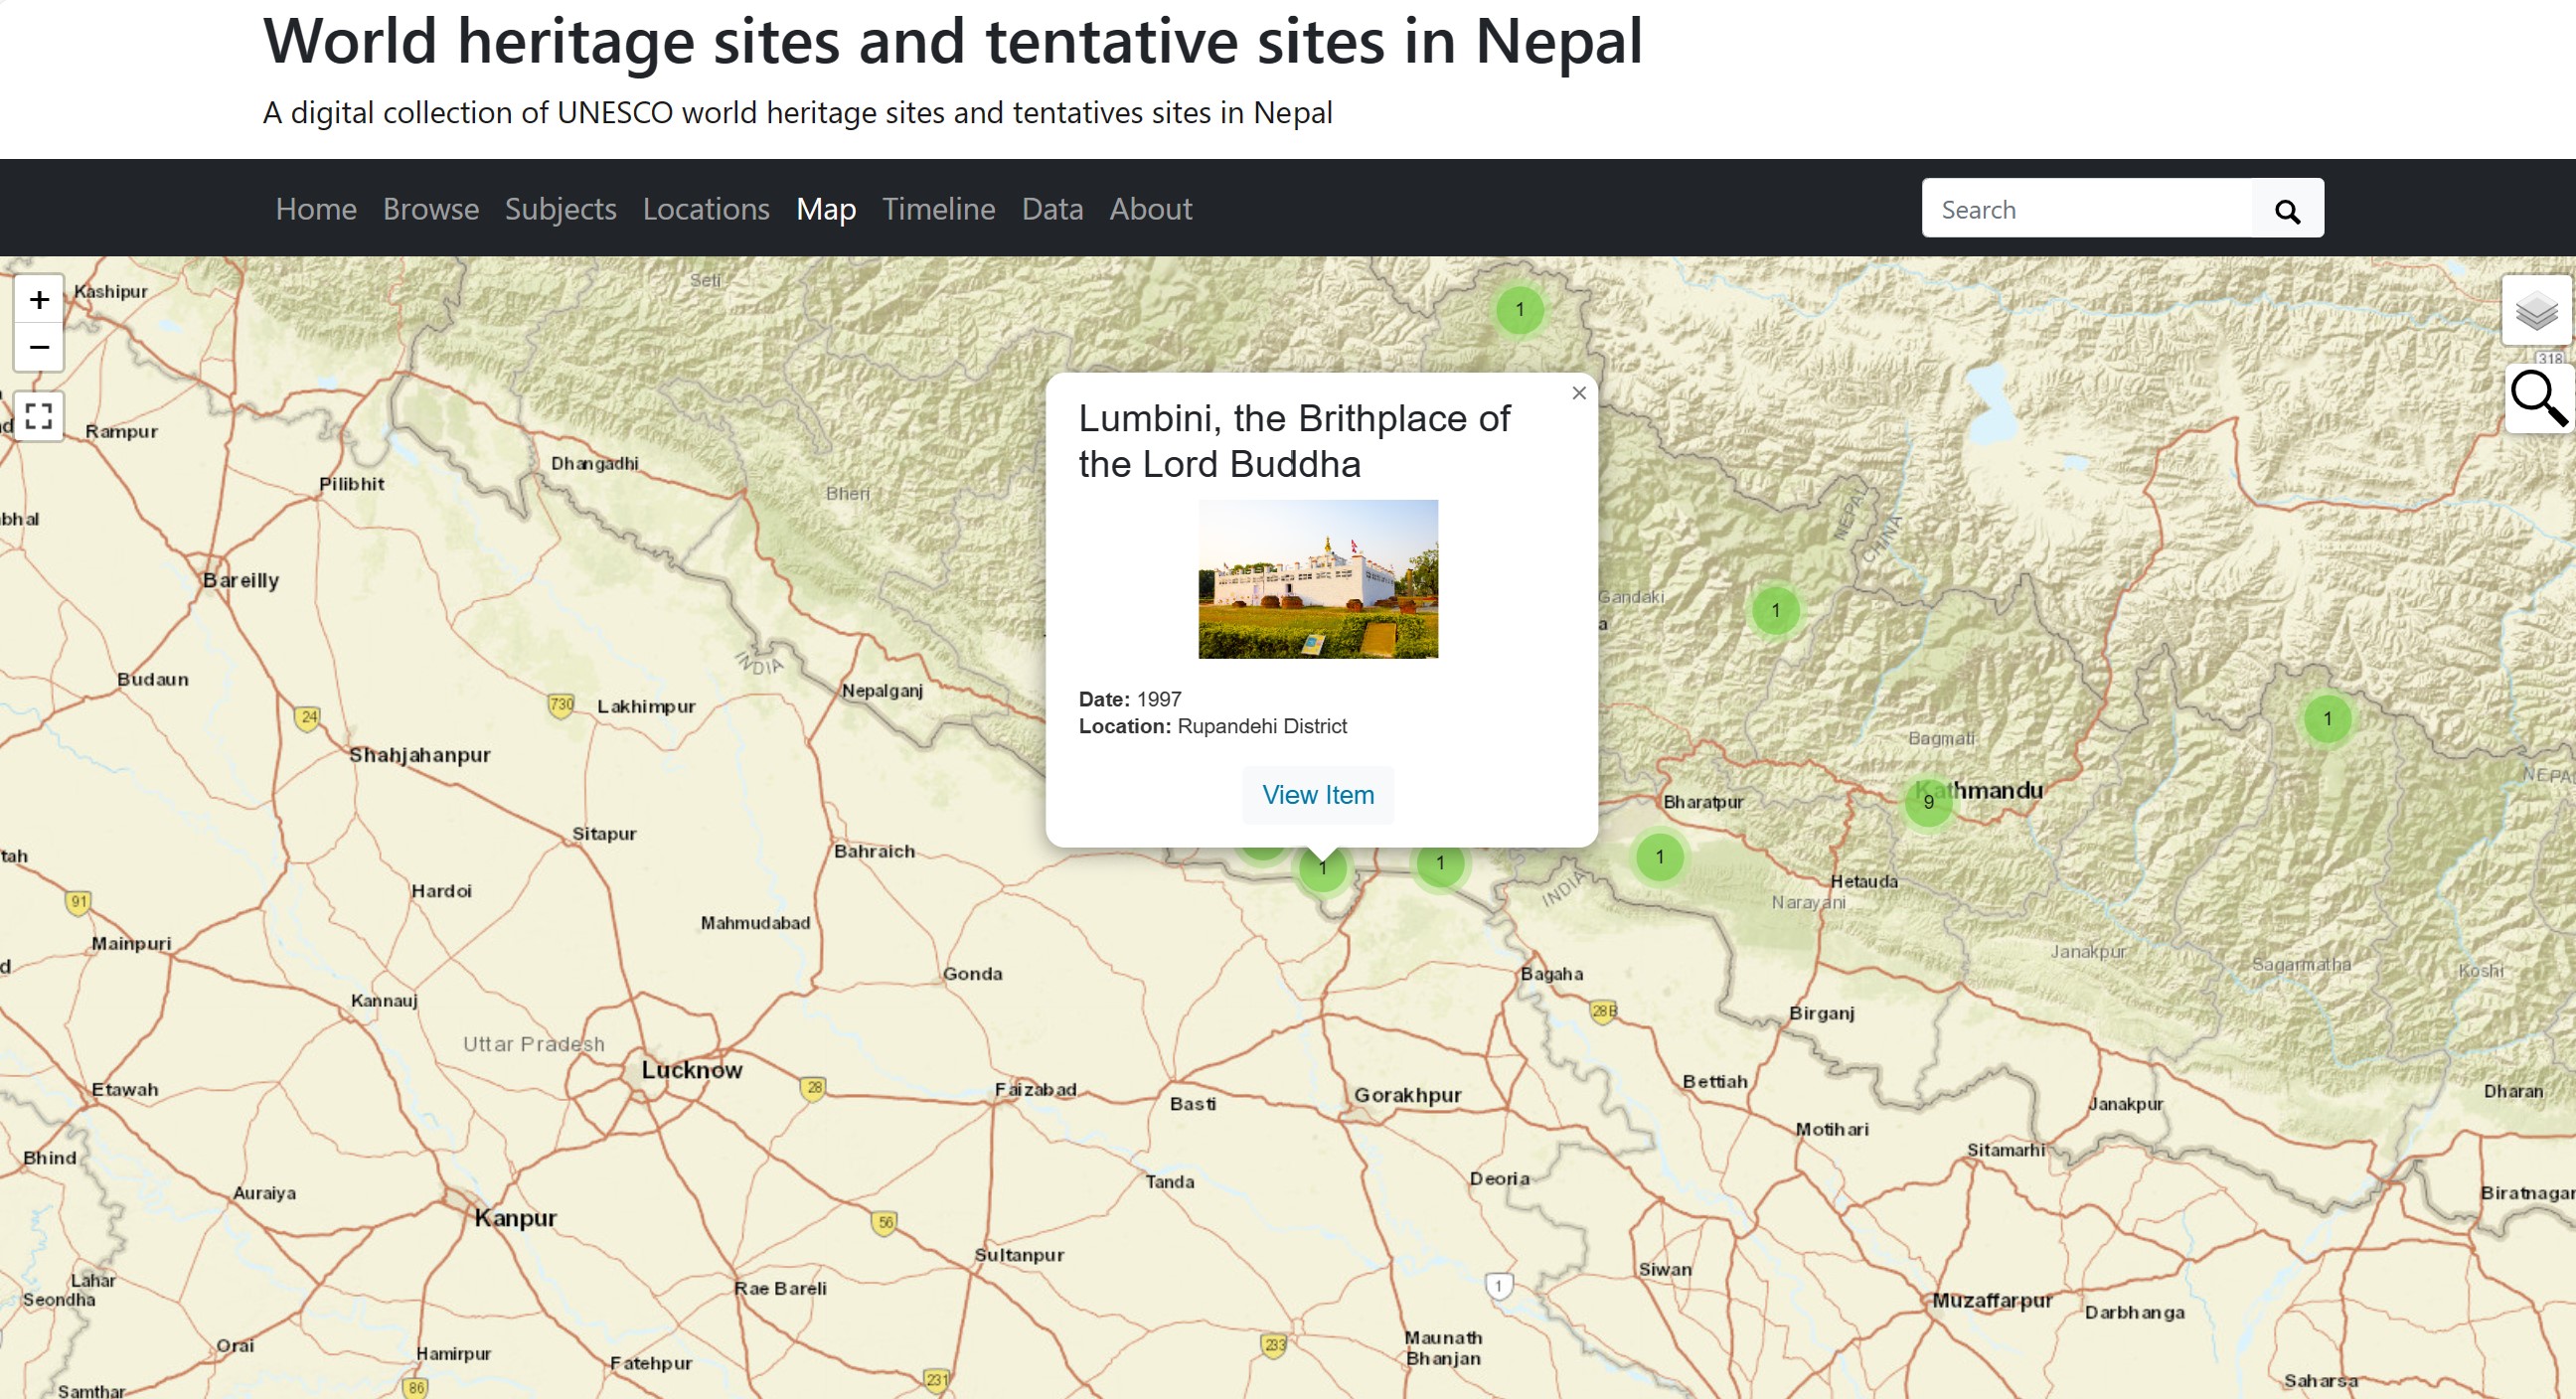 World heritage sites and tentative sites in Nepal
A digital collection of UNESCO world heritage sites and tentatives sites in Nepal
Home Browse Subjects Locations Map Timeline Data About
Search
+
−
Kashipur
Seti
1
318
Rampur
Dhangadhi
Pilibhit
Bheri
bhal
Lumbini, the Brithplace of
the Lord Buddha
×
NEPAL
CHINA
Bareilly
Gandaki
a
1
INDIA
Budaun
Nepalganj
730
Lakhimpur
24
Date: 1997
Location: Rupandehi District
1
Bagmati
Shahjahanpur
NEPA
View Item
Kathmandu
9
Bharatpur
Sitapur
tah
Bahraich
1
1
1
Hetauda
Hardoi
INDIA
91
Narayani
Mahmudabad
Mainpuri
Janakpur
d
Gonda
Bagaha
Sagarmatha
Koshi
Kannauj
28B
Birganj
Uttar Pradesh
Lucknow
Etawah
28
Faizabad
Basti
Gorakhpur
Bettiah
Janakpur
Dharan
Motihari
Bhind
Sitamarhi
Auraiya
Tanda
Deoria
Biratnagar
Kanpur
56
Sultanpur
Siwan
Lahar
Seondha
Rae Bareli
1
Muzaffarpur
Darbhanga
Orai
Hamirpur
Fatehpur
233
Maunath
Bhanjan
Samthar
86
231
Saharsa